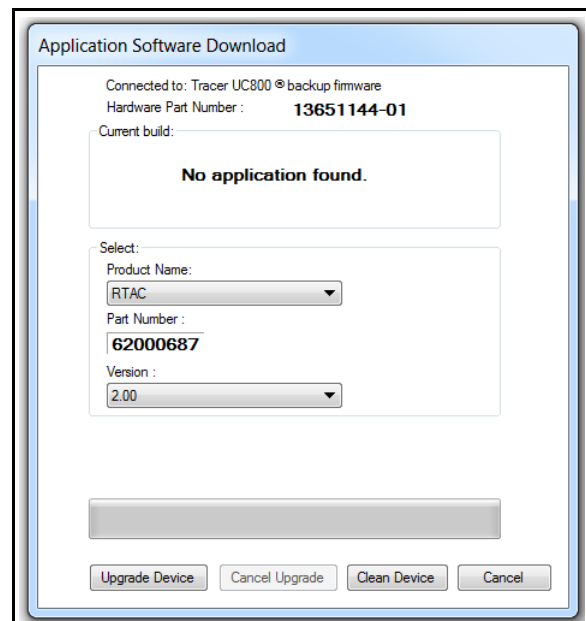 Application Software Download
Connected to: Tracer UC800 ® backup firmware
Hardware Part Number : 13651144-01
Current build:
No application found.
Select:
Product Name:
RTAC
Part Number :
62000687
Version :
2.00
Upgrade Device Cancel Upgrade Clean Device Cancel